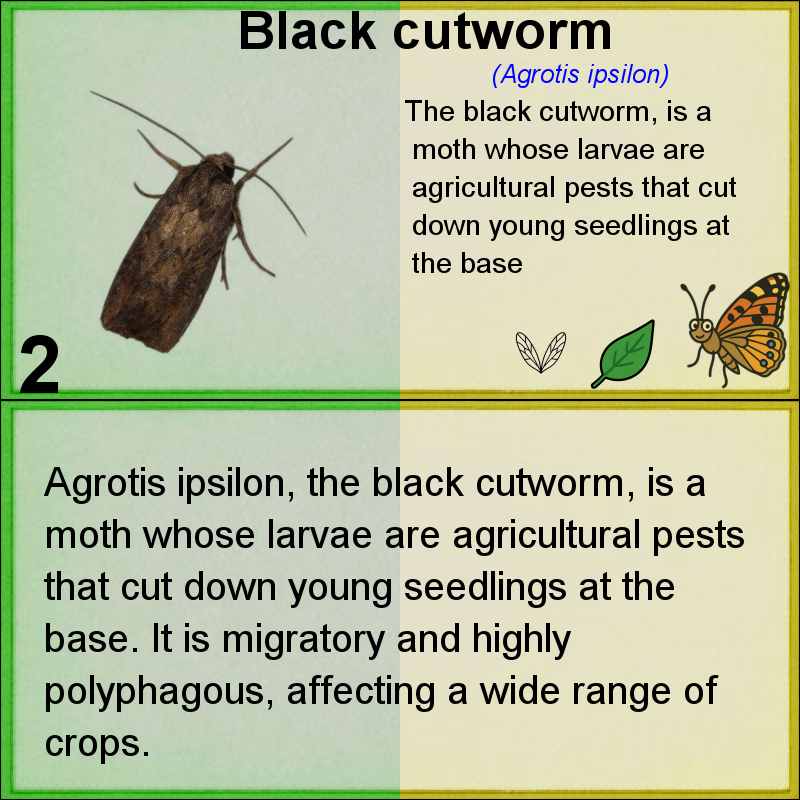 Black cutworm
(Agrotis ipsilon)
The black cutworm, is a
moth whose larvae are
agricultural pests that cut
down young seedlings at
the base
2
Agrotis ipsilon, the black cutworm, is a
moth whose larvae are agricultural pests
that cut down young seedlings at the
base. It is migratory and highly
polyphagous, affecting a wide range of
crops.